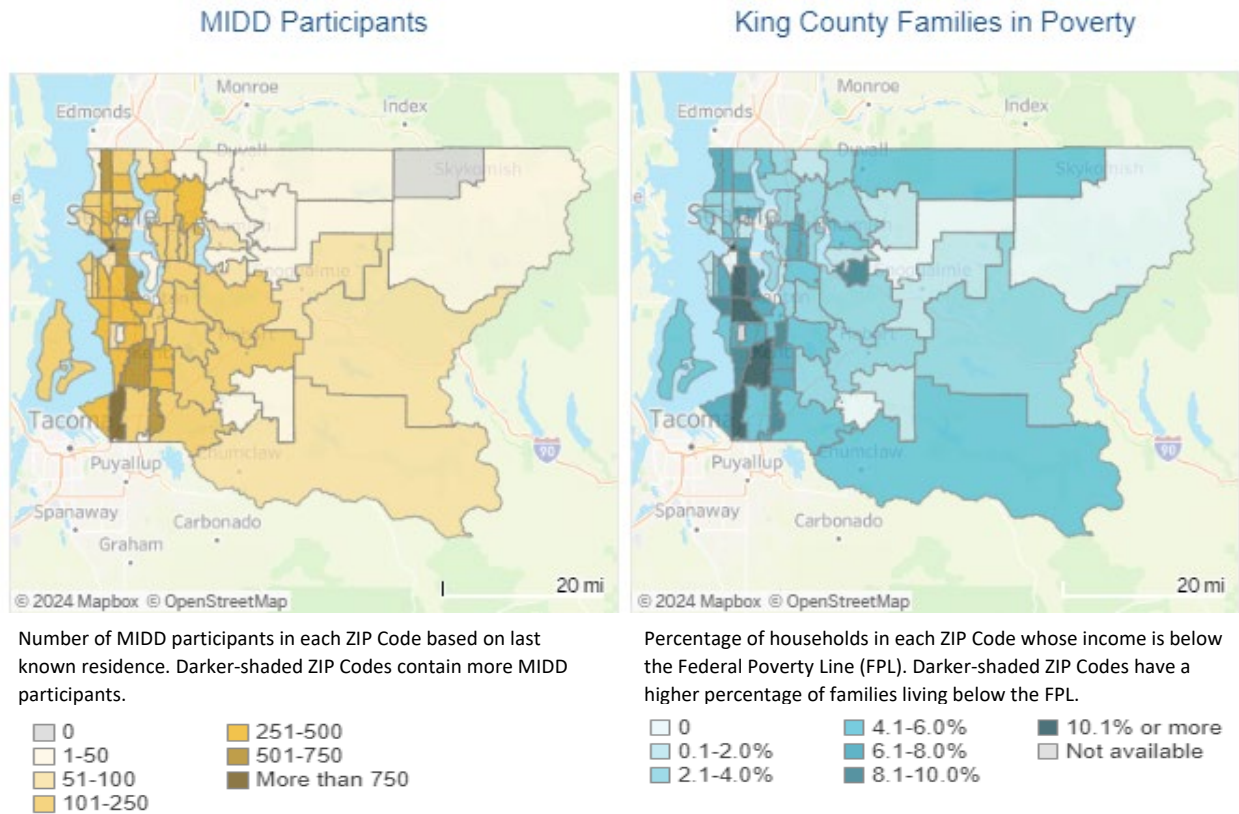 MIDD Participants
King County Families in Poverty
Monroe
Edmonds
Index
Duvall
Skykomish
Tacoma
Puyallup
Spanaway
Carbonado
Graham
90
20 mi
© 2024 Mapbox © OpenStreetMap
Monroe
Edmonds
Index
Duvall
Skykomish
Tacoma
Puyallup
Spanaway
Carbonado
Graham
90
20 mi
© 2024 Mapbox © OpenStreetMap
Number of MIDD participants in each ZIP Code based on last
known residence. Darker-shaded ZIP Codes contain more MIDD
participants.
0
1-50
51-100
101-250
251-500
501-750
More than 750
Percentage of households in each ZIP Code whose income is below
the Federal Poverty Line (FPL). Darker-shaded ZIP Codes have a
higher percentage of families living below the FPL.
0
0.1-2.0%
2.1-4.0%
4.1-6.0%
6.1-8.0%
8.1-10.0%
10.1% or more
Not available